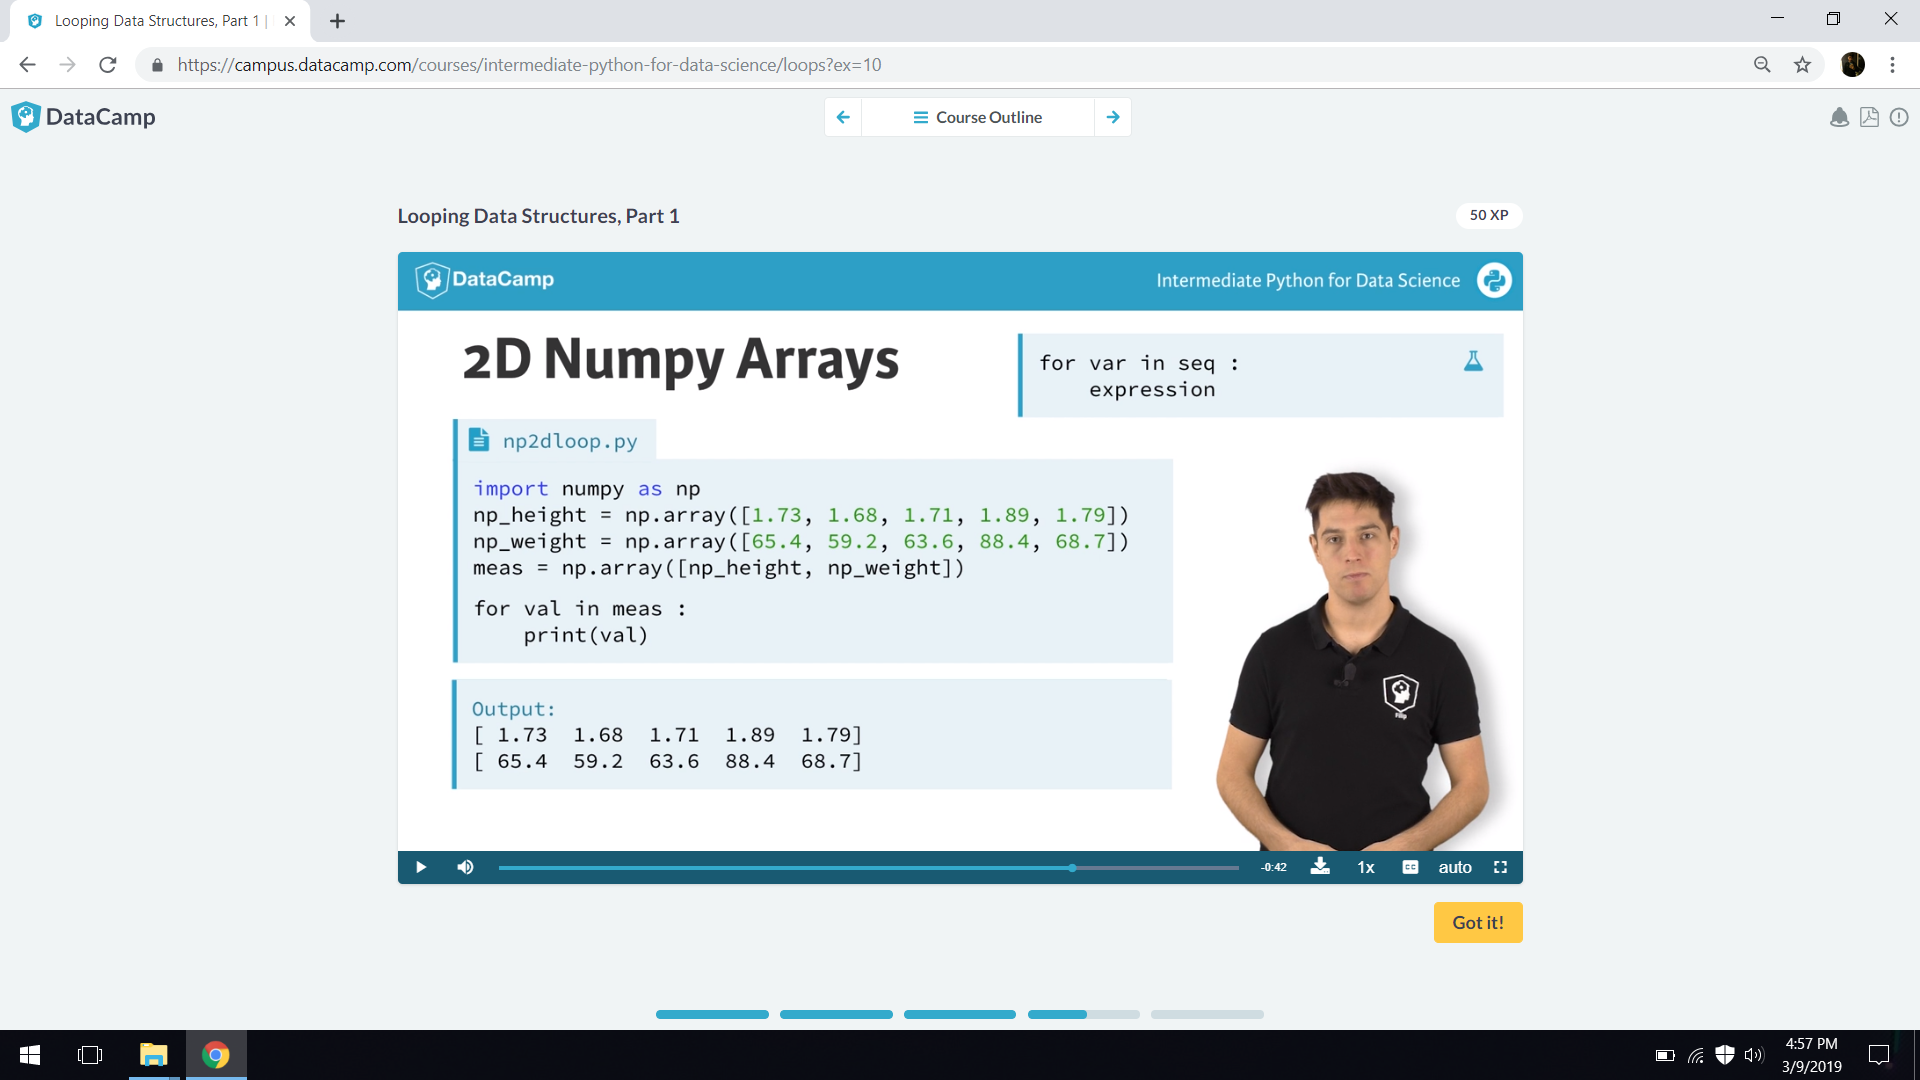 Looping Data Structures, Part 1 |
https://campus.datacamp.com/courses/intermediate-python-for-data-science/loops?ex=10
DataCamp
Course Outline
Looping Data Structures, Part 1
50 XP
DataCamp
Intermediate Python for Data Science
2D Numpy Arrays
for var in seq :
    expression
np2dloop.py
import numpy as np
np_height = np.array([1.73, 1.68, 1.71, 1.89, 1.79])
np_weight = np.array([65.4, 59.2, 63.6, 88.4, 68.7])
meas = np.array([np_height, np_weight])
for val in meas :
    print(val)
Output:
[ 1.73  1.68  1.71  1.89  1.79]
[ 65.4  59.2  63.6  88.4  68.7]
Filip
-0:42
1x
CC
auto
Got it!
4:57 PM
3/9/2019